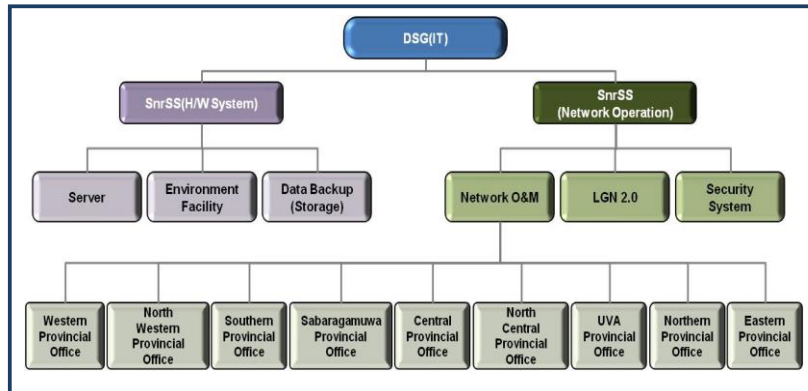 DSG(IT)
SnrSS(H/W System)
SnrSS
(Network Operation)
Server
Environment
Facility
Data Backup
(Storage)
Network O&M
LGN 2.0
Security
System
Western
Provincial
Office
North
Western
Provincial
Office
Southern
Provincial
Office
Sabaragamuwa
Provincial
Office
Central
Provincial
Office
North
Central
Provincial
Office
UVA
Provincial
Office
Northern
Provincial
Office
Eastern
Provincial
Office